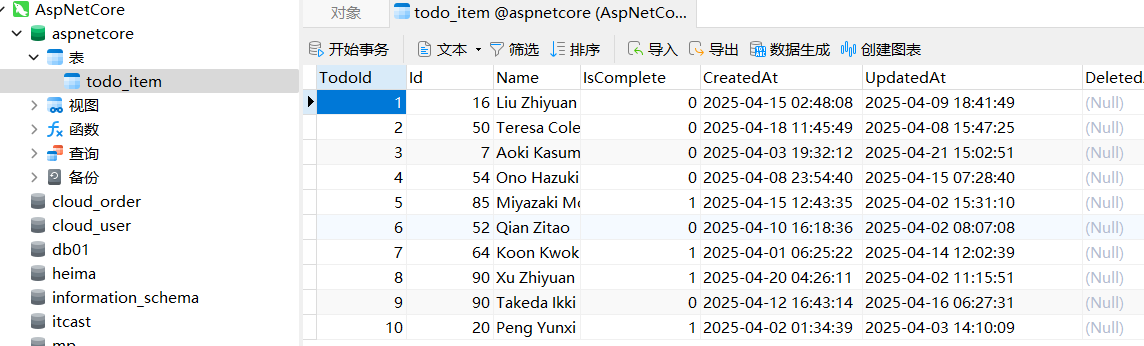 AspNetCore
aspnetcore
表
todo_item
视图
函数
查询
备份
cloud_order
cloud_user
db01
heima
information_schema
itcast
对象 todo_item @aspnetcore (AspNetCo...
开始事务 文本 筛选 排序 导入 导出 数据生成 创建图表
TodoId Id Name IsComplete CreatedAt UpdatedAt Deleted
1 16 Liu Zhiyuan 0 2025-04-15 02:48:08 2025-04-09 18:41:49 (Null)
2 50 Teresa Cole 0 2025-04-18 11:45:49 2025-04-08 15:47:25 (Null)
3 7 Aoki Kasum 0 2025-04-03 19:32:12 2025-04-21 15:02:51 (Null)
4 54 Ono Hazuki 0 2025-04-08 23:54:40 2025-04-15 07:28:40 (Null)
5 85 Miyazaki Mo 1 2025-04-15 12:43:35 2025-04-02 15:31:10 (Null)
6 52 Qian Zitao 0 2025-04-10 16:18:36 2025-04-02 08:07:08 (Null)
7 64 Koon Kwok 1 2025-04-01 06:25:22 2025-04-14 12:02:39 (Null)
8 90 Xu Zhiyuan 1 2025-04-20 04:26:11 2025-04-02 11:15:51 (Null)
9 90 Takeda Ikki 0 2025-04-12 16:43:14 2025-04-16 06:27:31 (Null)
10 20 Peng Yunxi 1 2025-04-02 01:34:39 2025-04-03 14:10:09 (Null)